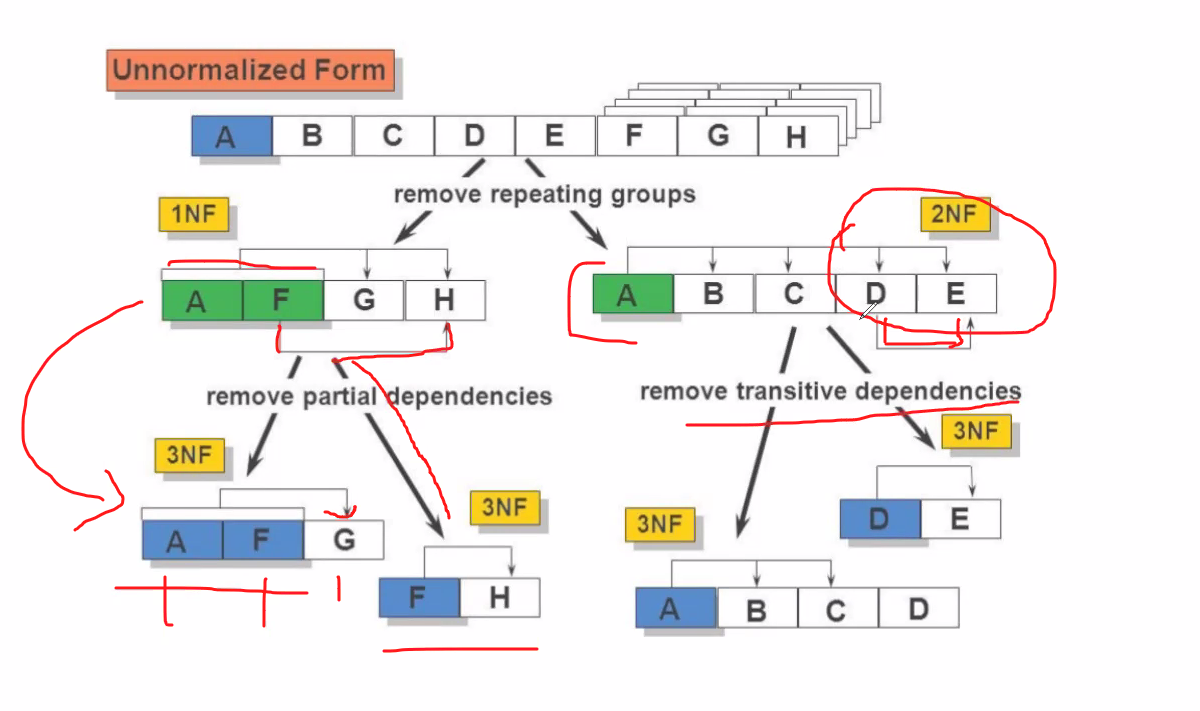 Unnormalized Form
A B C D E F G H
remove repeating groups
1NF
2NF
A F G H
A B C D E
remove partial dependencies
remove transitive dependencies
3NF
3NF
3NF
3NF
A F G
F H
D E
A B C D